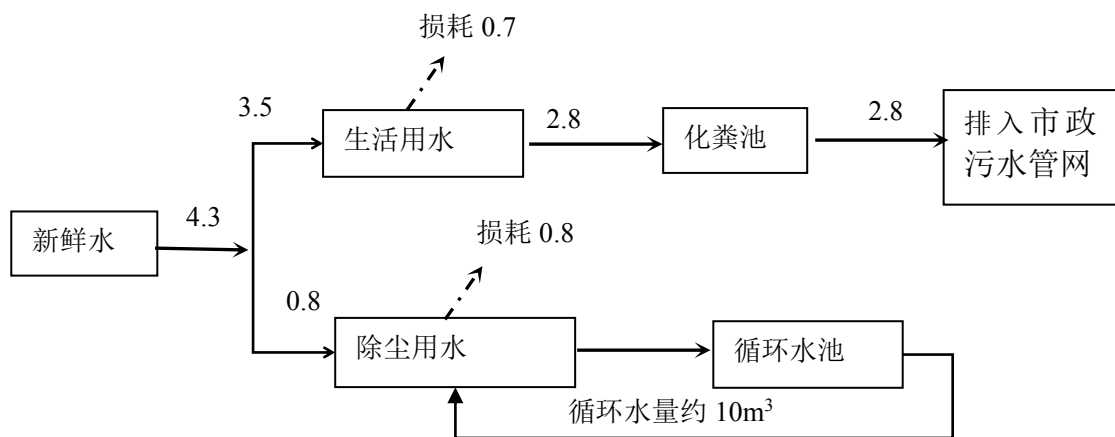 损耗 0.7
3.5
生活用水
2.8
化粪池
2.8
排入市政
污水管网
新鲜水
4.3
损耗 0.8
0.8
除尘用水
循环水池
循环水量约 10m³